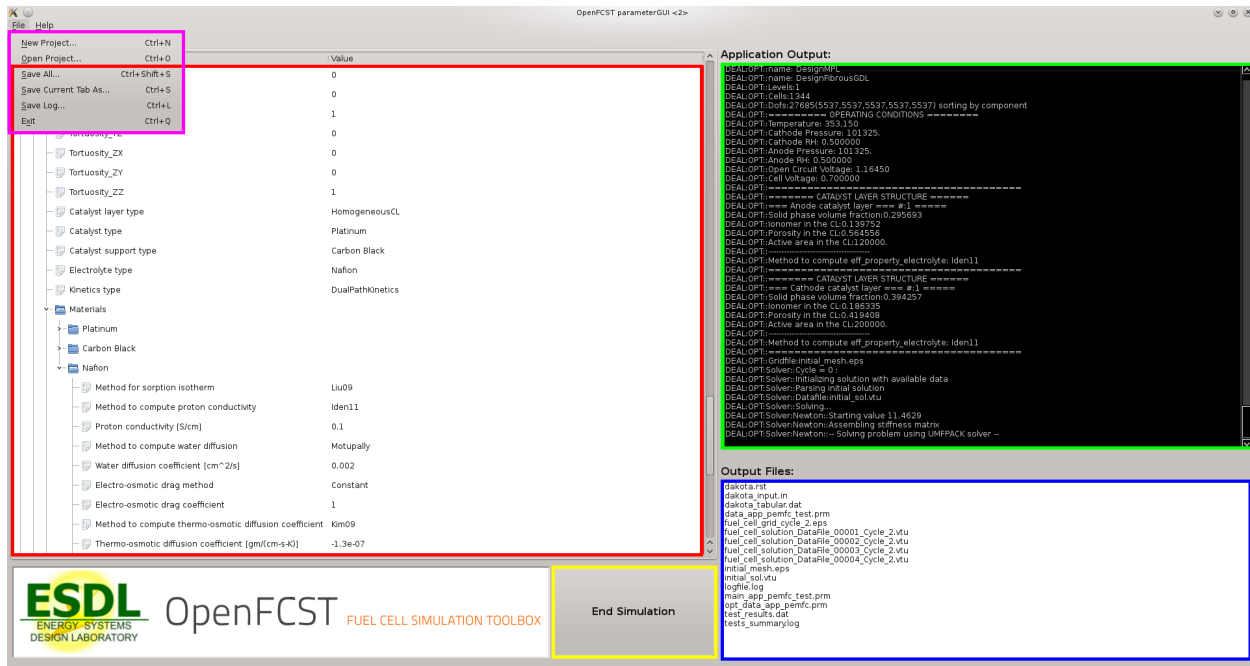 OpenFCST parameterGUI <2>
File Help
New Project... Ctrl+N
Open Project... Ctrl+O
Save All... Ctrl+Shift+S
Save Current Tab As... Ctrl+S
Save Log... Ctrl+L
Exit Ctrl+Q
Value
0
0
1
0
Tortuosity_ZX 0
Tortuosity_ZY 0
Tortuosity_ZZ 1
Catalyst layer type HomogeneousCL
Catalyst type Platinum
Catalyst support type Carbon Black
Electrolyte type Nafion
Kinetics type DualPathKinetics
Materials
Platinum
Carbon Black
Nafion
Method for sorption isotherm Liu09
Method to compute proton conductivity Iden11
Proton conductivity [S/cm] 0.1
Method to compute water diffusion Motupally
Water diffusion coefficient [cm^2/s] 0.002
Electro-osmotic drag method Constant
Electro-osmotic drag coefficient 1
Method to compute thermo-osmotic diffusion coefficient Kim09
Thermo-osmotic diffusion coefficient [gm/(cm-s-K)] -1.3e-07
Application Output:
DEAL:OPT::name: DesignMPL
DEAL:OPT::name: DesignFibrousGDL
DEAL:OPT::Levels:1
DEAL:OPT::Cells:1344
DEAL:OPT::Dofs:27685(5537,5537,5537,5537,5537) sorting by component
DEAL:OPT::========= OPERATING CONDITIONS ========
DEAL:OPT::Temperature: 353.150
DEAL:OPT::Cathode Pressure: 101325.
DEAL:OPT::Cathode RH: 0.500000
DEAL:OPT::Anode Pressure: 101325.
DEAL:OPT::Anode RH: 0.500000
DEAL:OPT::Open Circuit Voltage: 1.16450
DEAL:OPT::Cell Voltage: 0.700000
DEAL:OPT::========================================
DEAL:OPT::======= CATALYST LAYER STRUCTURE ======
DEAL:OPT::=== Anode catalyst layer === #:1 =====
DEAL:OPT::Solid phase volume fraction:0.295693
DEAL:OPT::Ionomer in the CL:0.139752
DEAL:OPT::Porosity in the CL:0.564556
DEAL:OPT::Active area in the CL:120000.
DEAL:OPT::-------------------------------------
DEAL:OPT::Method to compute eff_property_electrolyte: Iden11
DEAL:OPT::========================================
DEAL:OPT::======= CATALYST LAYER STRUCTURE ======
DEAL:OPT::=== Cathode catalyst layer === #:1 =====
DEAL:OPT::Solid phase volume fraction:0.394257
DEAL:OPT::Ionomer in the CL:0.186335
DEAL:OPT::Porosity in the CL:0.419408
DEAL:OPT::Active area in the CL:200000.
DEAL:OPT::-------------------------------------
DEAL:OPT::Method to compute eff_property_electrolyte: Iden11
DEAL:OPT::========================================
DEAL:OPT::Gridfile:initial_mesh.eps
DEAL:OPT:Solver::Cycle = 0 :
DEAL:OPT:Solver::Initializing solution with available data
DEAL:OPT:Solver::Parsing initial solution
DEAL:OPT:Solver::Datafile:initial_sol.vtu
DEAL:OPT:Solver::Solving...
DEAL:OPT:Solver:Newton::Starting value 11.4629
DEAL:OPT:Solver:Newton::Assembling stiffness matrix
DEAL:OPT:Solver:Newton::-- Solving problem using UMFPACK solver --
Output Files:
dakota.rst
dakota_input.in
dakota_tabular.dat
data_app_pemfc_test.prm
fuel_cell_grid_cycle_2.eps
fuel_cell_solution_DataFile_00001_Cycle_2.vtu
fuel_cell_solution_DataFile_00002_Cycle_2.vtu
fuel_cell_solution_DataFile_00003_Cycle_2.vtu
fuel_cell_solution_DataFile_00004_Cycle_2.vtu
initial_mesh.eps
initial_sol.vtu
logfile.log
main_app_pemfc_test.prm
opt_data_app_pemfc.prm
test_results.dat
tests_summary.log
ESDL
ENERGY SYSTEMS
DESIGN LABORATORY
OpenFCST FUEL CELL SIMULATION TOOLBOX
End Simulation